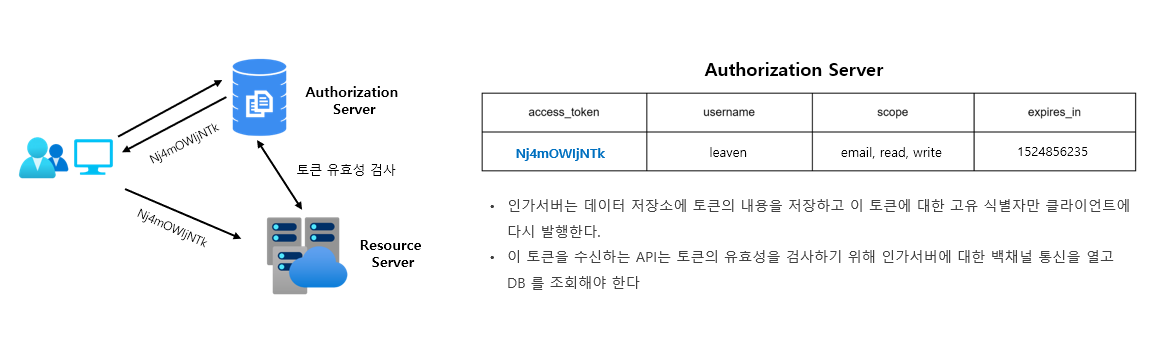 Authorization
Server
Nj4mOWIjNTk
토큰 유효성 검사
Nj4mOWIjNTk
Resource
Server
Authorization Server
access_token username scope expires_in
Nj4mOWIjNTk leaven email, read, write 1524856235
• 인가서버는 데이터 저장소에 토큰의 내용을 저장하고 이 토큰에 대한 고유 식별자만 클라이언트에
다시 발행한다.
• 이 토큰을 수신하는 API는 토큰의 유효성을 검사하기 위해 인가서버에 대한 백채널 통신을 열고
DB 를 조회해야 한다